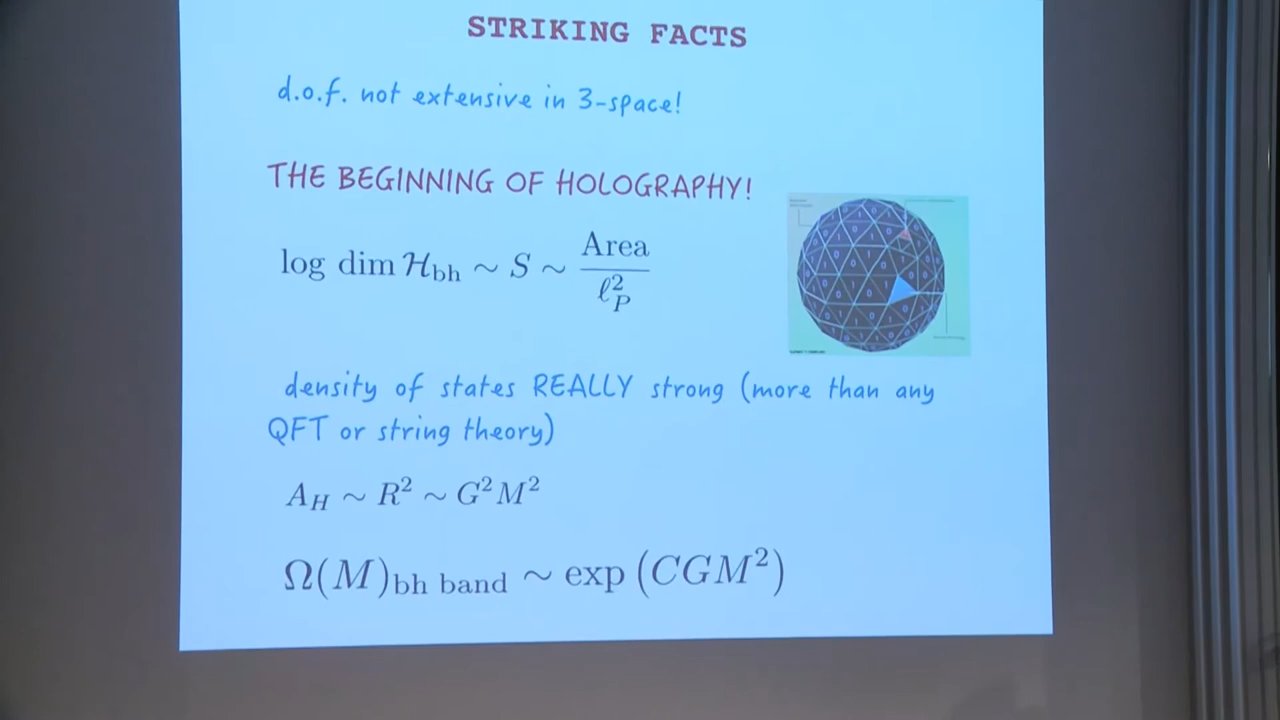 STRIKING FACTS
d.o.f. not extensive in 3-space!
THE BEGINNING OF HOLOGRAPHY!
log dim ℋ_bh ~ S ~ Area / ℓ_P^2
density of states REALLY strong (more than any
QFT or string theory)
A_H ~ R^2 ~ G^2 M^2
Ω(M)_bh band ~ exp (CGM^2)